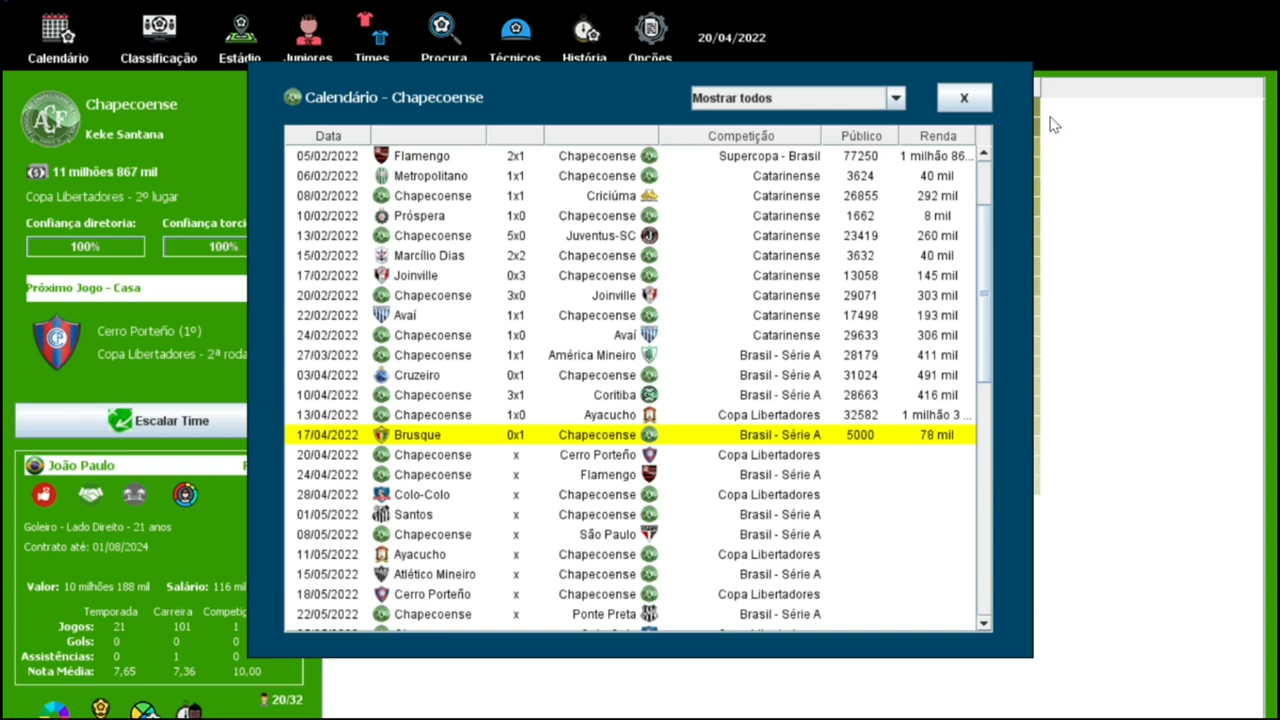 Calendário Classificação Estádio Juniores Times Procura Técnicos História Opções 20/04/2022
Chapecoense
Keke Santana
11 milhões 867 mil
Copa Libertadores - 2º lugar
Confiança diretoria: Confiança torci
100% 100%
Próximo Jogo - Casa
Cerro Porteño (1º)
Copa Libertadores - 2ª roda
Escalar Time
João Paulo
Goleiro - Lado Direito - 21 anos
Contrato até: 01/08/2024
Valor: 10 milhões 188 mil Salário: 116 mil
Temporada Carreira Competiç
Jogos: 21 101 1
Gols: 0 0 0
Assistências: 0 1 0
Nota Média: 7,65 7,36 10,00
20/32
Calendário - Chapecoense Mostrar todos X
Data Competição Público Renda
05/02/2022 Flamengo 2x1 Chapecoense Supercopa - Brasil 77250 1 milhão 86...
06/02/2022 Metropolitano 1x1 Chapecoense Catarinense 3624 40 mil
08/02/2022 Chapecoense 1x1 Criciúma Catarinense 26855 292 mil
10/02/2022 Próspera 1x0 Chapecoense Catarinense 1662 8 mil
13/02/2022 Chapecoense 5x0 Juventus-SC Catarinense 23419 260 mil
15/02/2022 Marcílio Dias 2x2 Chapecoense Catarinense 3632 40 mil
17/02/2022 Joinville 0x3 Chapecoense Catarinense 13058 145 mil
20/02/2022 Chapecoense 3x0 Joinville Catarinense 29071 303 mil
22/02/2022 Avaí 1x1 Chapecoense Catarinense 17498 193 mil
24/02/2022 Chapecoense 1x0 Avaí Catarinense 29633 306 mil
27/03/2022 Chapecoense 1x1 América Mineiro Brasil - Série A 28179 411 mil
03/04/2022 Cruzeiro 0x1 Chapecoense Brasil - Série A 31024 491 mil
10/04/2022 Chapecoense 3x1 Coritiba Brasil - Série A 28663 416 mil
13/04/2022 Chapecoense 1x0 Ayacucho Copa Libertadores 32582 1 milhão 3 ...
17/04/2022 Brusque 0x1 Chapecoense Brasil - Série A 5000 78 mil
20/04/2022 Chapecoense x Cerro Porteño Copa Libertadores
24/04/2022 Chapecoense x Flamengo Brasil - Série A
28/04/2022 Colo-Colo x Chapecoense Copa Libertadores
01/05/2022 Santos x Chapecoense Brasil - Série A
08/05/2022 Chapecoense x São Paulo Brasil - Série A
11/05/2022 Ayacucho x Chapecoense Copa Libertadores
15/05/2022 Atlético Mineiro x Chapecoense Brasil - Série A
18/05/2022 Cerro Porteño x Chapecoense Copa Libertadores
22/05/2022 Chapecoense x Ponte Preta Brasil - Série A